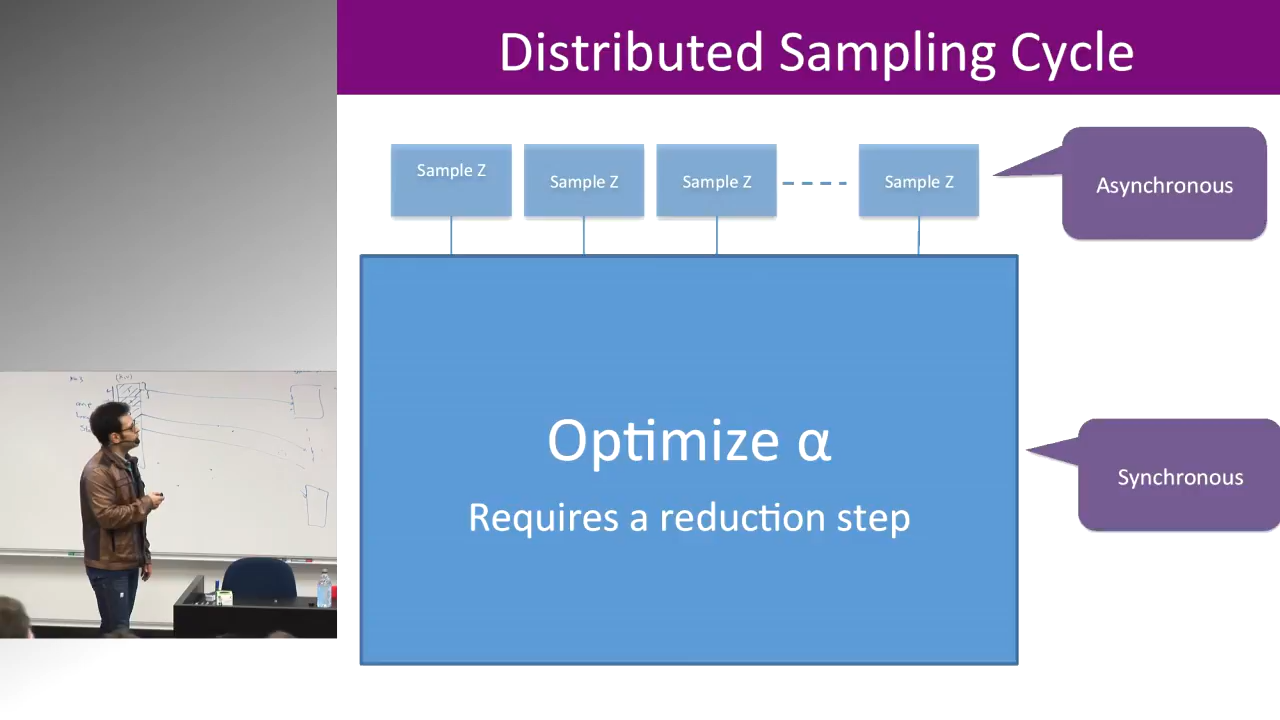 Distributed Sampling Cycle
Sample Z
Sample Z
Sample Z
Sample Z
Asynchronous
Optimize α
Requires a reduction step
Synchronous